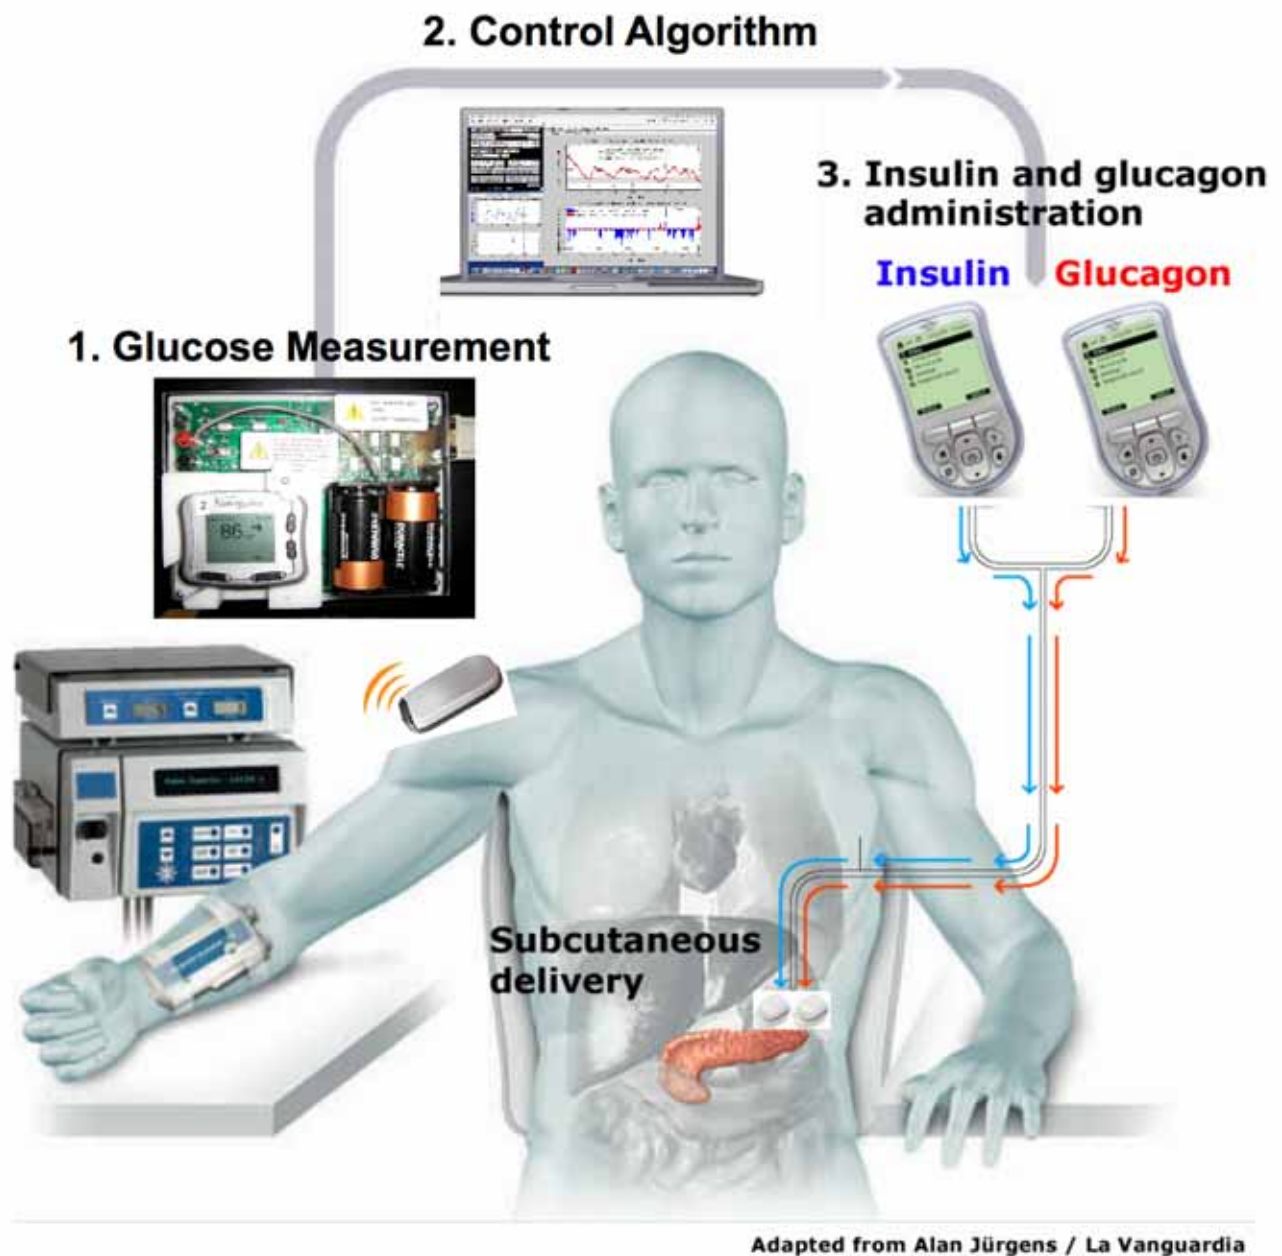 2. Control Algorithm
3. Insulin and glucagon
administration
Insulin Glucagon
1. Glucose Measurement
86
Subcutaneous
delivery
Adapted from Alan Jürgens / La Vanguardia